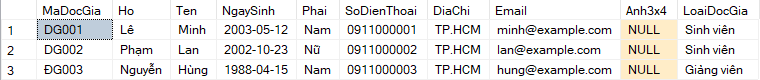 MaDocGia Ho Ten NgaySinh Phai SoDienThoai DiaChi Email Anh3x4 LoaiDocGia
1 DG001 Lê Minh 2003-05-12 Nam 0911000001 TP.HCM minh@example.com NULL Sinh viên
2 DG002 Phạm Lan 2002-10-23 Nữ 0911000002 TP.HCM lan@example.com NULL Sinh viên
3 ĐG003 Nguyễn Hùng 1988-04-15 Nam 0911000003 TP.HCM hung@example.com NULL Giảng viên